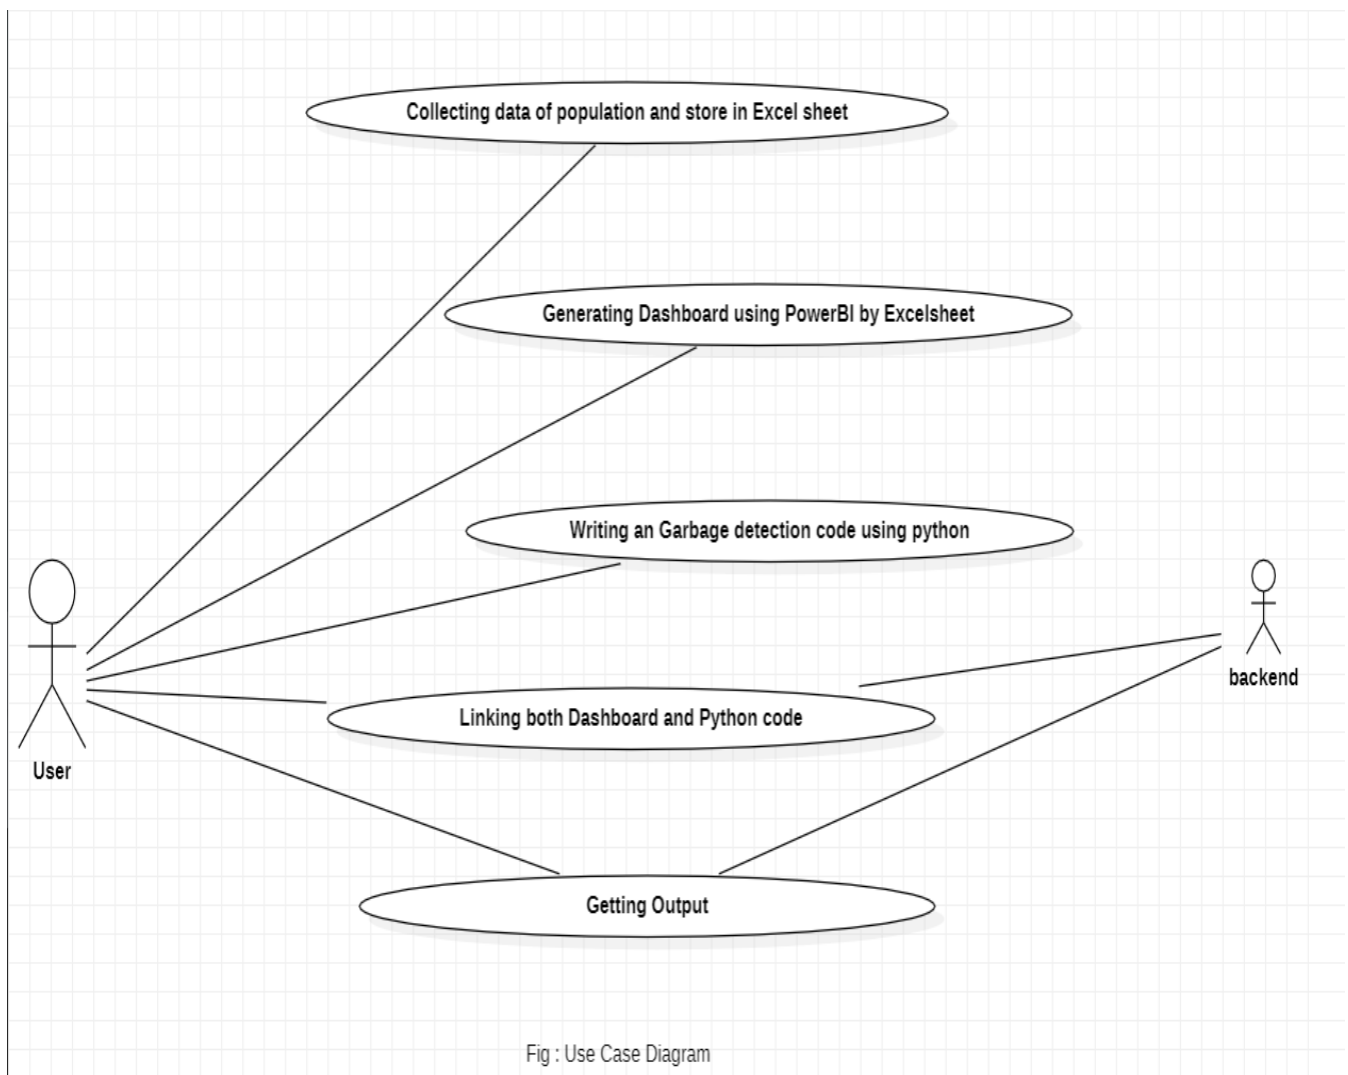 Collecting data of population and store in Excel sheet
Generating Dashboard using PowerBI by Excelsheet
Writing an Garbage detection code using python
backend
Linking both Dashboard and Python code
User
Getting Output
Fig : Use Case Diagram